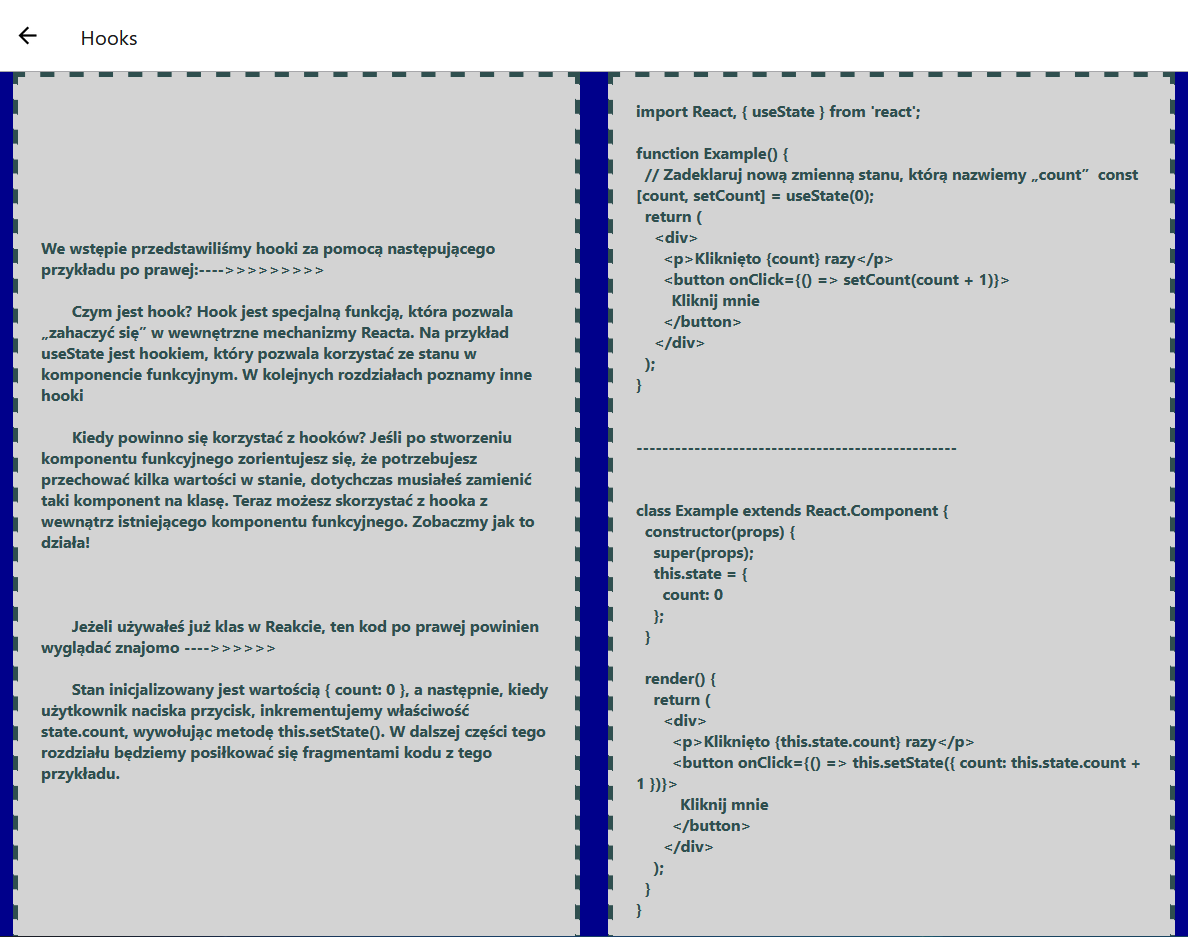 Hooks
We wstępie przedstawiliśmy hooki za pomocą następującego
przykładu po prawej:---->>>>>>>>>
Czym jest hook? Hook jest specjalną funkcją, która pozwala
„zahaczyć się” w wewnętrzne mechanizmy Reacta. Na przykład
useState jest hookiem, który pozwala korzystać ze stanu w
komponencie funkcyjnym. W kolejnych rozdziałach poznamy inne
hooki
Kiedy powinno się korzystać z hooków? Jeśli po stworzeniu
komponentu funkcyjnego zorientujesz się, że potrzebujesz
przechować kilka wartości w stanie, dotychczas musiałeś zamienić
taki komponent na klasę. Teraz możesz skorzystać z hooka z
wewnątrz istniejącego komponentu funkcyjnego. Zobaczmy jak to
działa!
Jeżeli używałeś już klas w Reakcie, ten kod po prawej powinien
wyglądać znajomo ---->>>>>>
Stan inicjalizowany jest wartością { count: 0 }, a następnie, kiedy
użytkownik naciska przycisk, inkrementujemy właściwość
state.count, wywołując metodę this.setState(). W dalszej części tego
rozdziału będziemy posiłkować się fragmentami kodu z tego
przykładu.
import React, { useState } from 'react';
function Example() {
// Zadeklaruj nową zmienną stanu, którą nazwiemy „count”  const
[count, setCount] = useState(0);
return (
<div>
<p>Kliknięto {count} razy</p>
<button onClick={() => setCount(count + 1)}>
Kliknij mnie
</button>
</div>
);
}
--------------------------------------------------
class Example extends React.Component {
constructor(props) {
super(props);
this.state = {
count: 0
};
}
render() {
return (
<div>
<p>Kliknięto {this.state.count} razy</p>
<button onClick={() => this.setState({ count: this.state.count +
1 })}>
Kliknij mnie
</button>
</div>
);
}
}